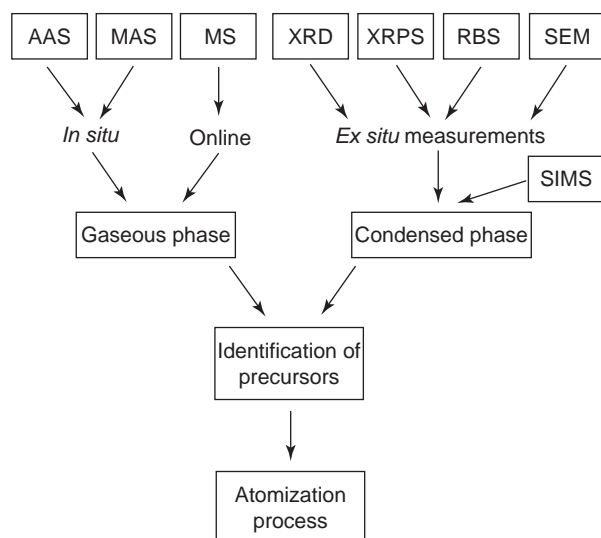 AAS MAS MS XRD XRPS RBS SEM
In situ Online Ex situ measurements
SIMS
Gaseous phase Condensed phase
Identification of
precursors
Atomization
process